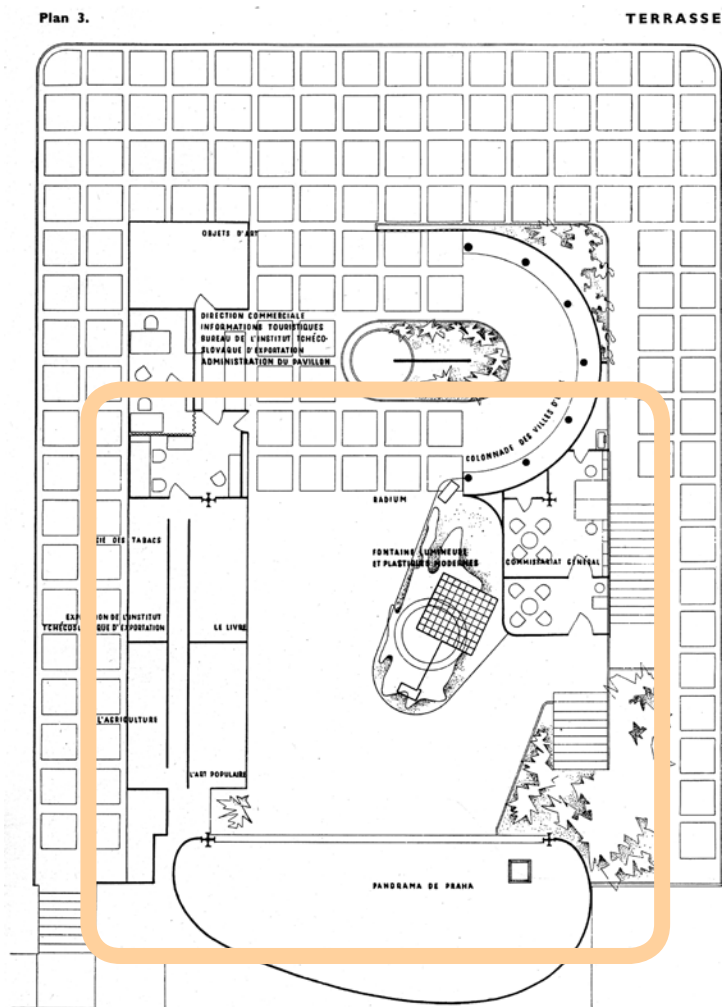 Plan 3.
TERRASSE
OBJETS D'ART
DIRECTION COMMERCIALE
INFORMATIONS TOURISTIQUES
BUREAU DE L'INSTITUT TCHÉCO-
SLOVAQUE D'EXPORTATION
ADMINISTRATION DU PAVILLON
COLONNADE DES VILLES
RADIUM
CIE DES TABACS
FONTAINE LUMINEUSE
ET PLASTIQUES MODERNES
COMMISSARIAT GÉNÉRAL
DE L'INSTITUT
D'EXPORTATION
LE LIVRE
L'AGRICULTURE
L'ART POPULAIRE
PANORAMA DE PRAHA